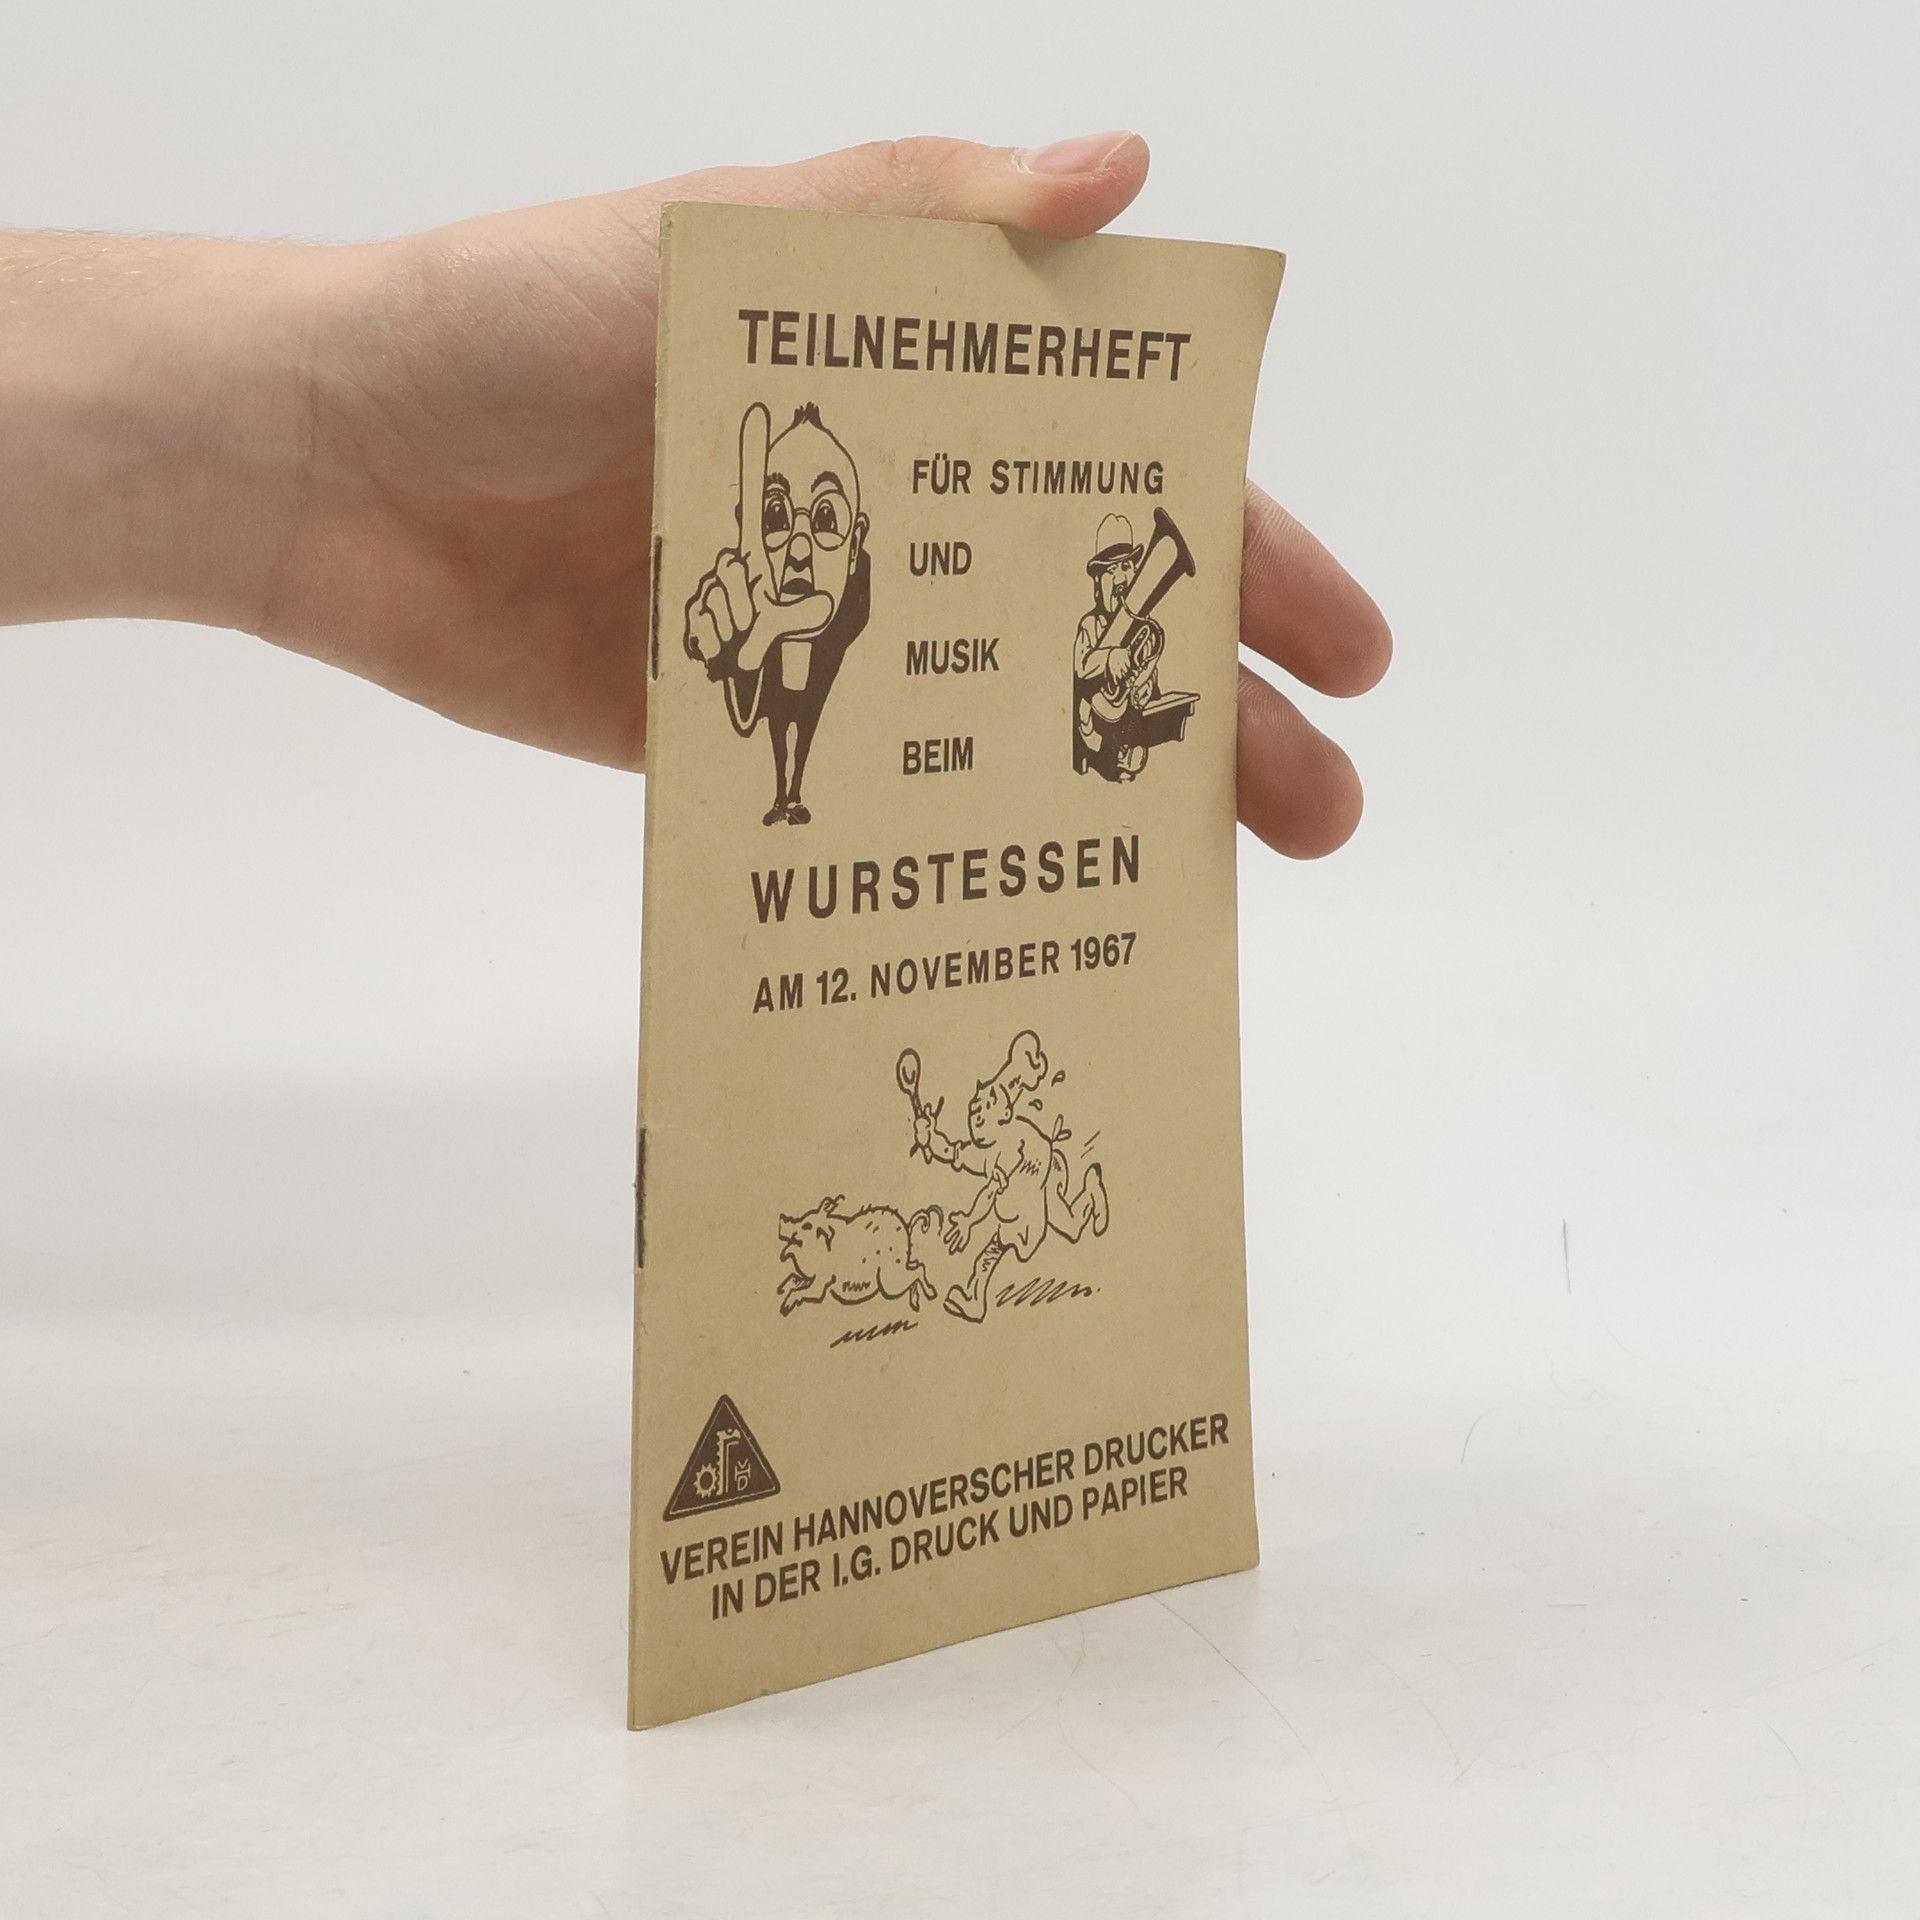 TEILNEHMERHEFT
FÜR STIMMUNG
UND
MUSIK
BEIM
WURSTESSEN
AM 12. NOVEMBER 1967
VEREIN HANNOVERSCHER DRUCKER
IN DER I.G. DRUCK UND PAPIER